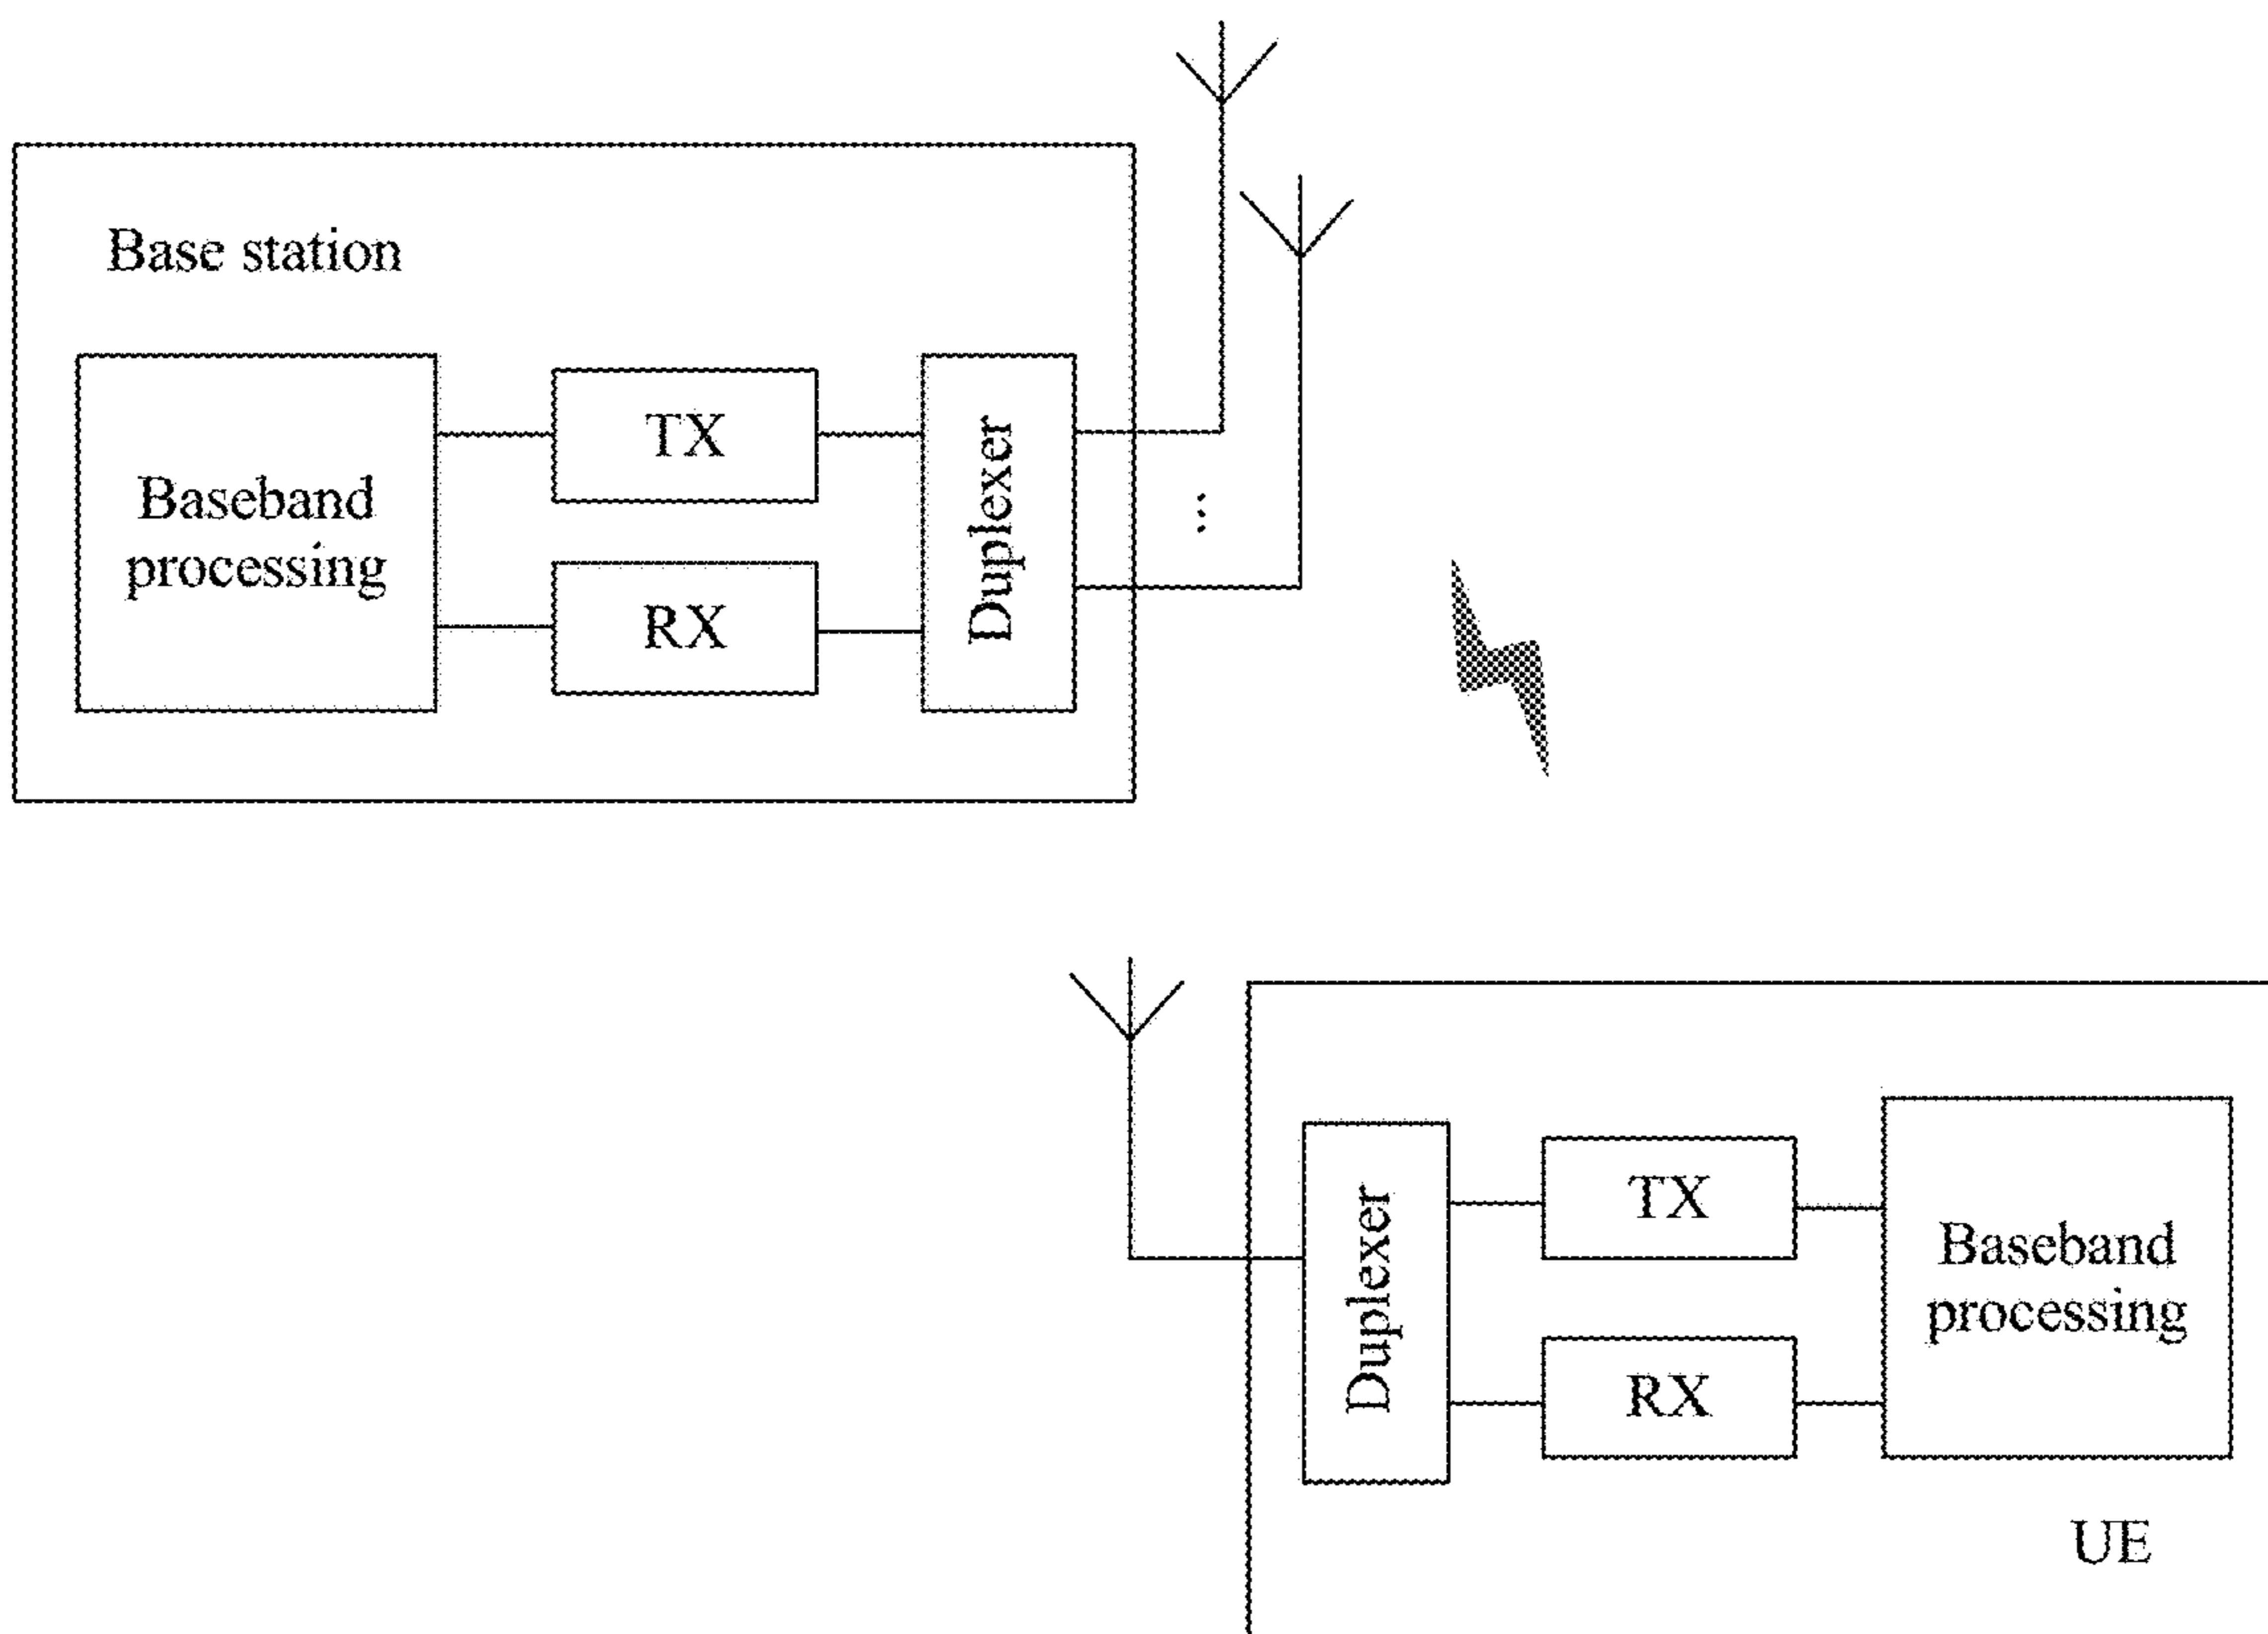 Base station
Baseband
processing
TX
RX
Duplexer
...
Duplexer
TX
RX
Baseband
processing
UE